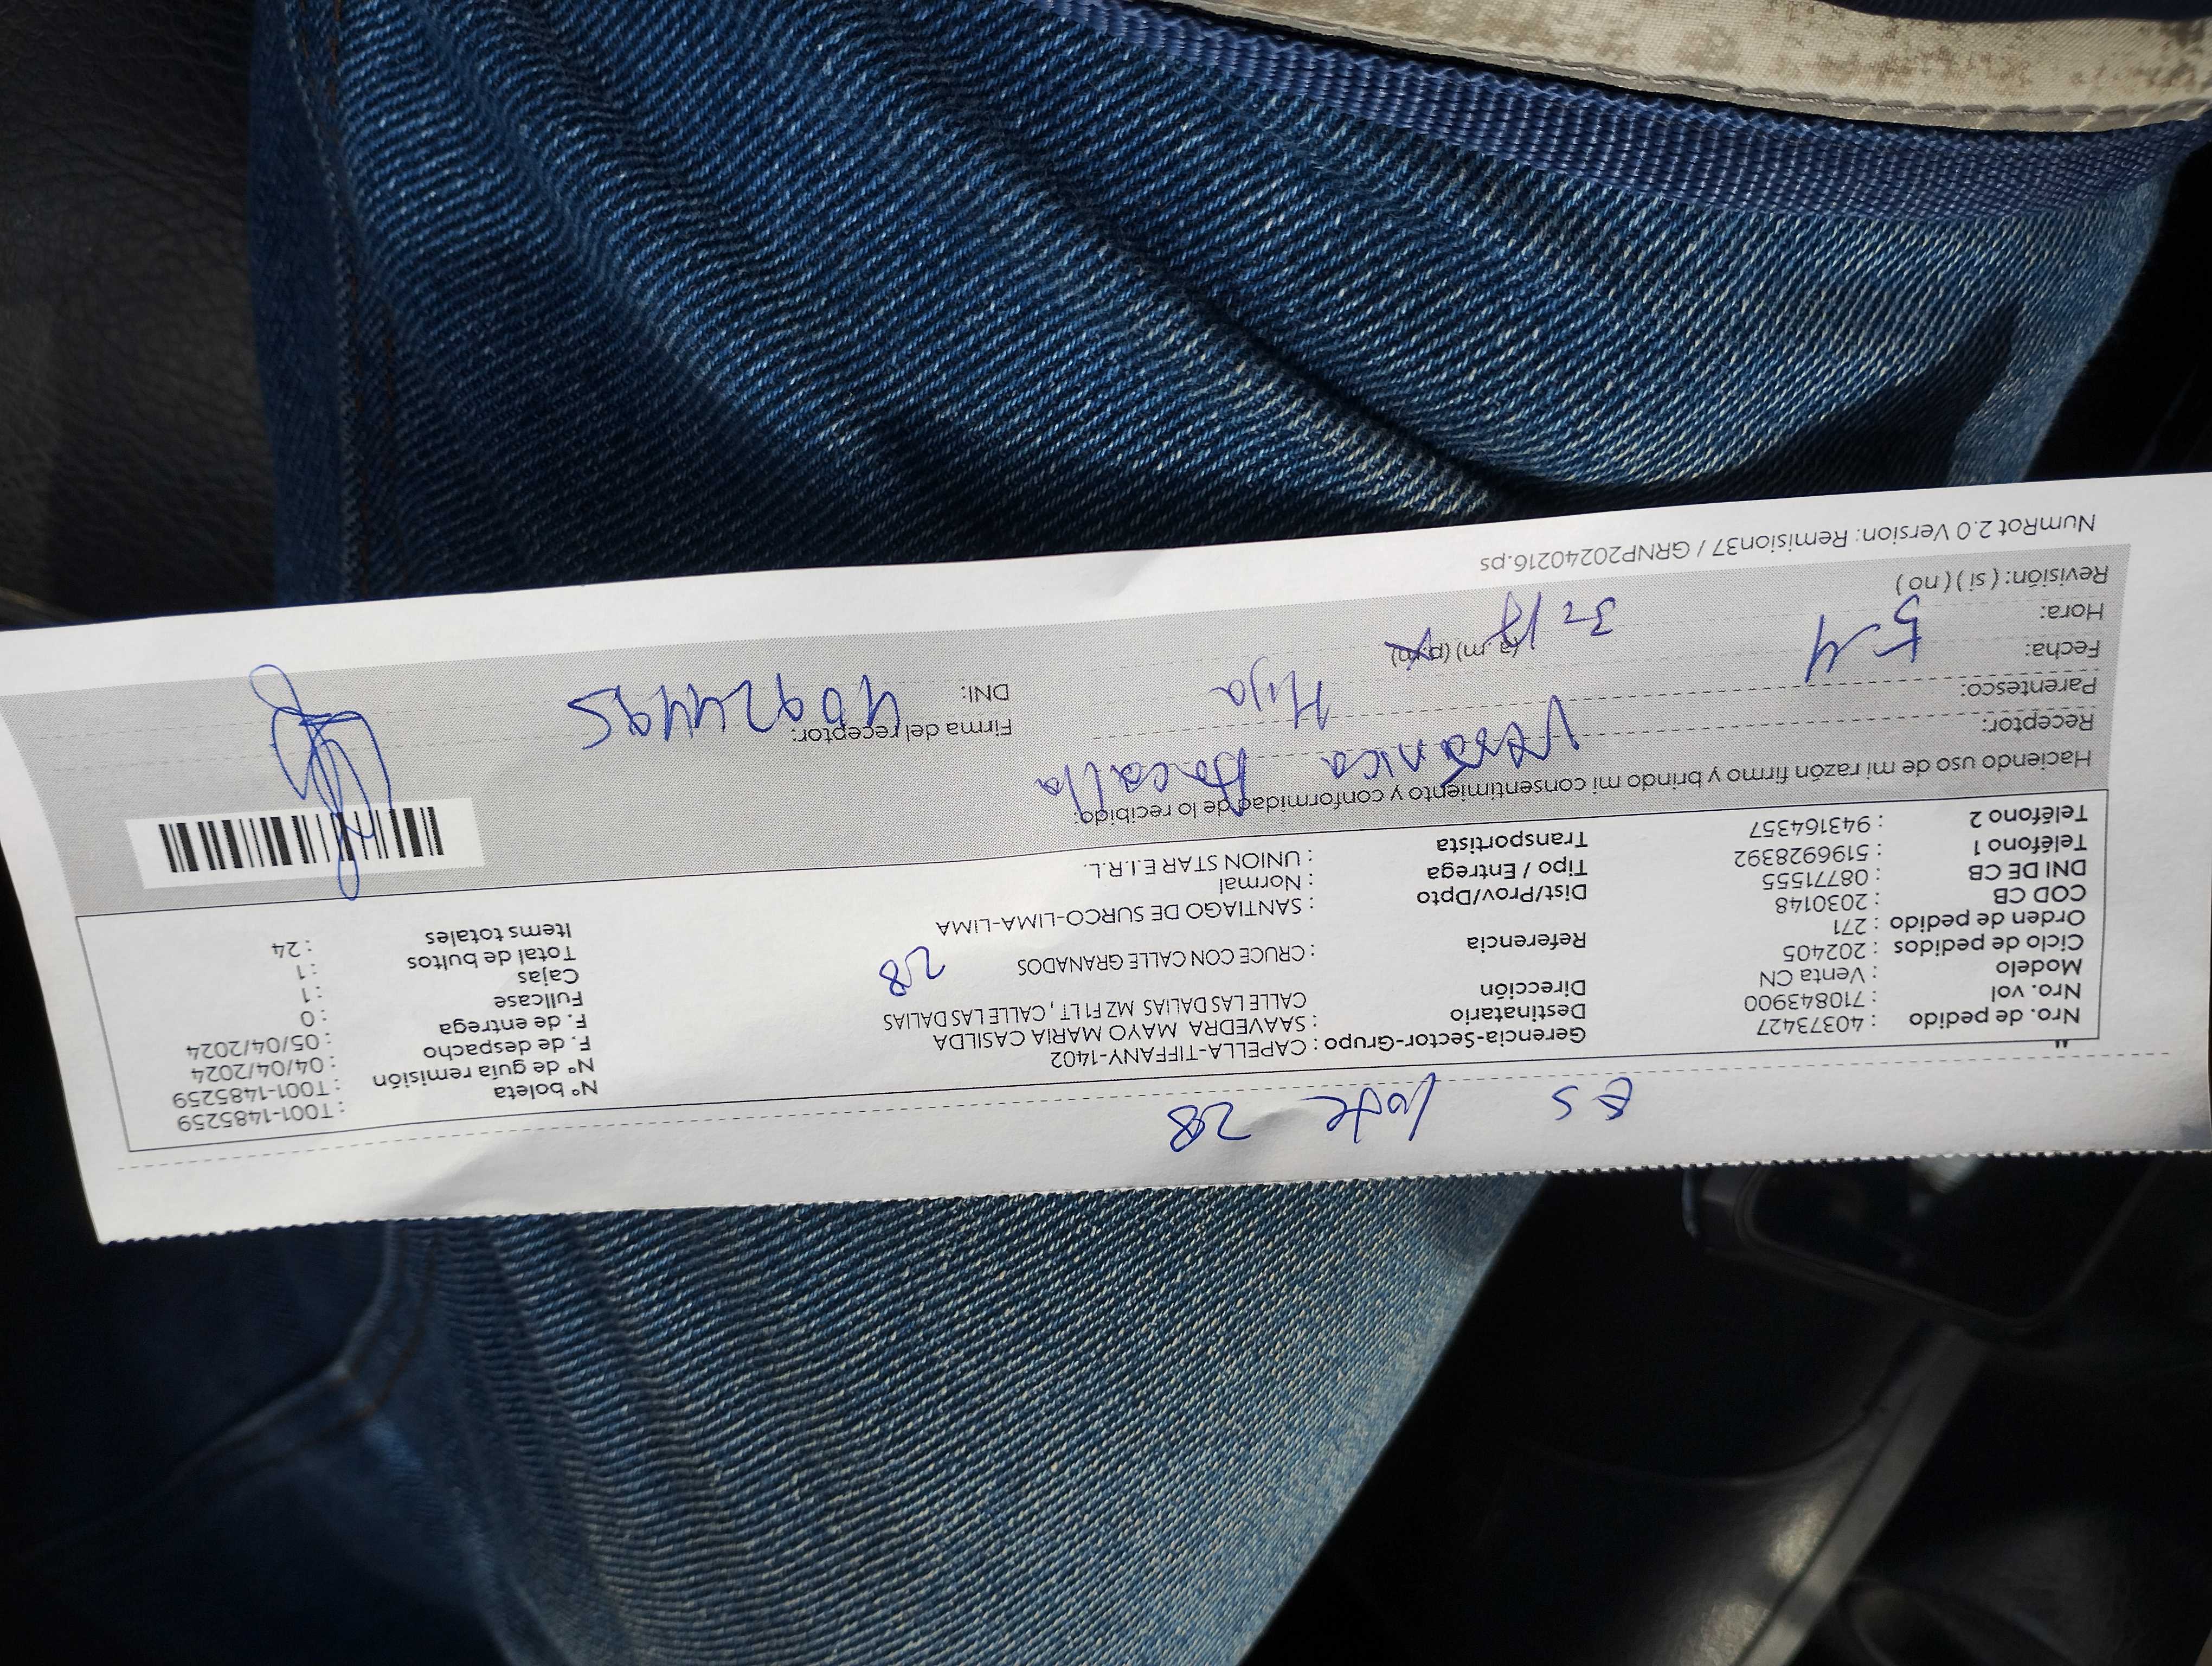 es lote 28
Nro. de pedido : 40373427 Gerencia-Sector-Grupo : CAPELLA-TIFFANY-1402 N° boleta : T001-1485259
Nro. vol : 710843900 Destinatario : SAAVEDRA MAYO MARIA CASILDA N° de guía remisión : T001-1485259
Modelo : Venta CN Dirección CALLE LAS DALIAS MZ F1 LT , CALLE LAS DALIAS 28 F. de despacho : 04/04/2024
Ciclo de pedidos : 202405 Referencia : CRUCE CON CALLE GRANADOS F. de entrega : 05/04/2024
Orden de pedido : 271 Dist/Prov/Dpto : SANTIAGO DE SURCO-LIMA-LIMA Fullcase : 0
COD CB : 2030148 Tipo / Entrega : Normal Cajas : 1
DNI DE CB : 08771555 Transportista : UNION STAR E.I.R.L. Total de bultos : 1
Teléfono 1 : 5196928392 Items totales : 24
Teléfono 2 : 943164357
Haciendo uso de mi razón firmo y brindo mi consentimiento y conformidad de lo recibido:
Receptor: Verónica Firma del receptor:
Parentesco: Hija DNI: 40924495
Fecha: 5-4
Hora: 3:17 (a.m) (p.m)
Revisión: ( si ) ( no )
NumRot 2.0 Version: Remision37 / GRNP20240216.ps